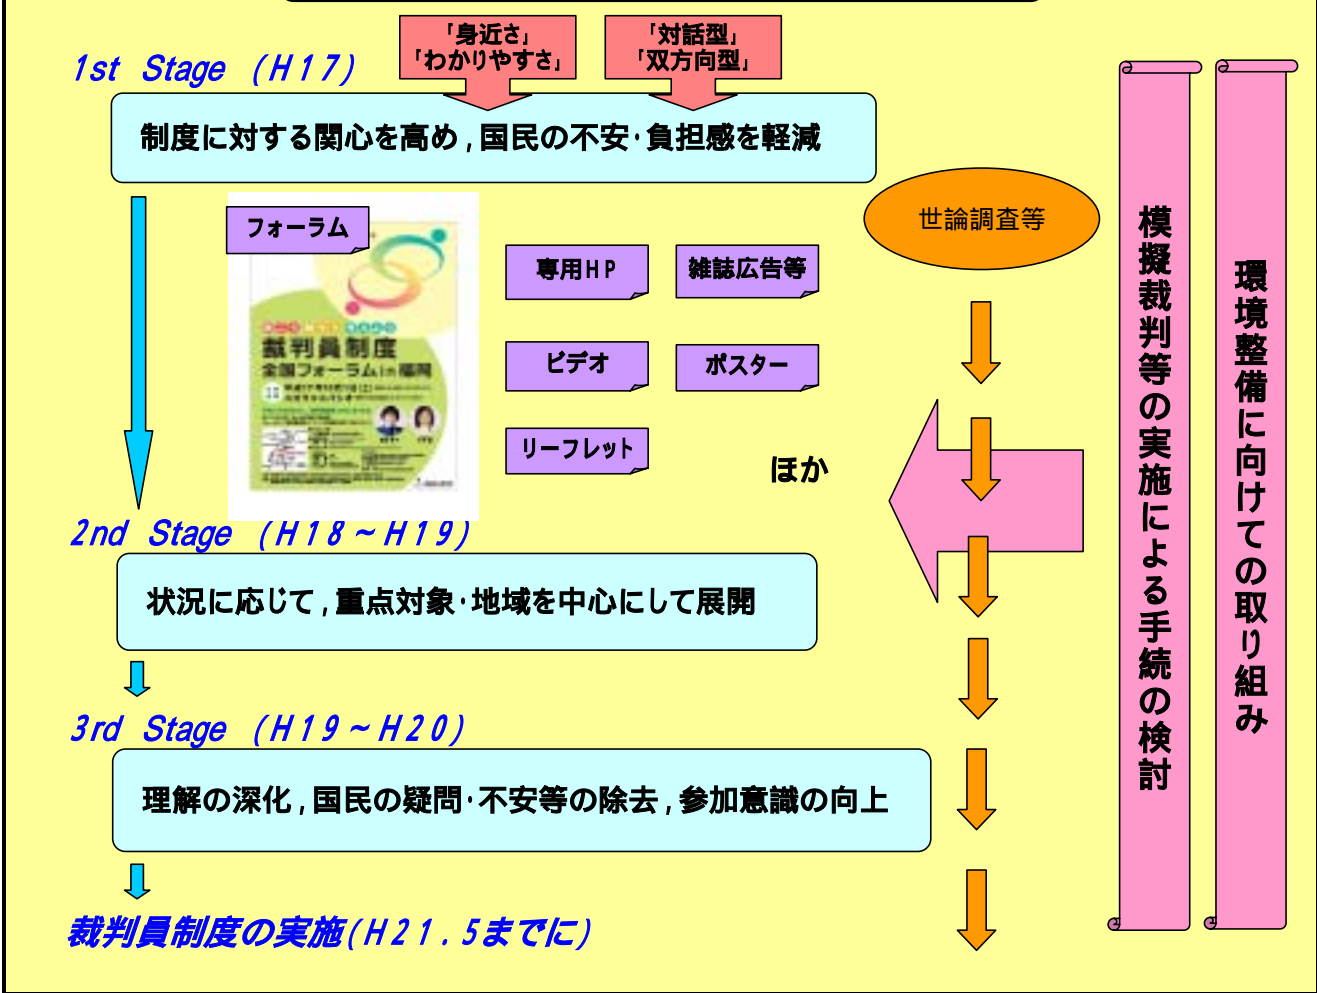 「身近さ」
「わかりやすさ」
「対話型」
「双方向型」
1st Stage (H17)
制度に対する関心を高め,国民の不安・負担感を軽減
フォーラム
裁判員制度
全国フォーラムin福岡
専用HP
雑誌広告等
ビデオ
ポスター
リーフレット
ほか
世論調査等
2nd Stage (H18~H19)
状況に応じて,重点対象・地域を中心にして展開
3rd Stage (H19~H20)
理解の深化,国民の疑問・不安等の除去,参加意識の向上
裁判員制度の実施(H21.5までに)
模擬裁判等の実施による手続の検討
環境整備に向けての取り組み